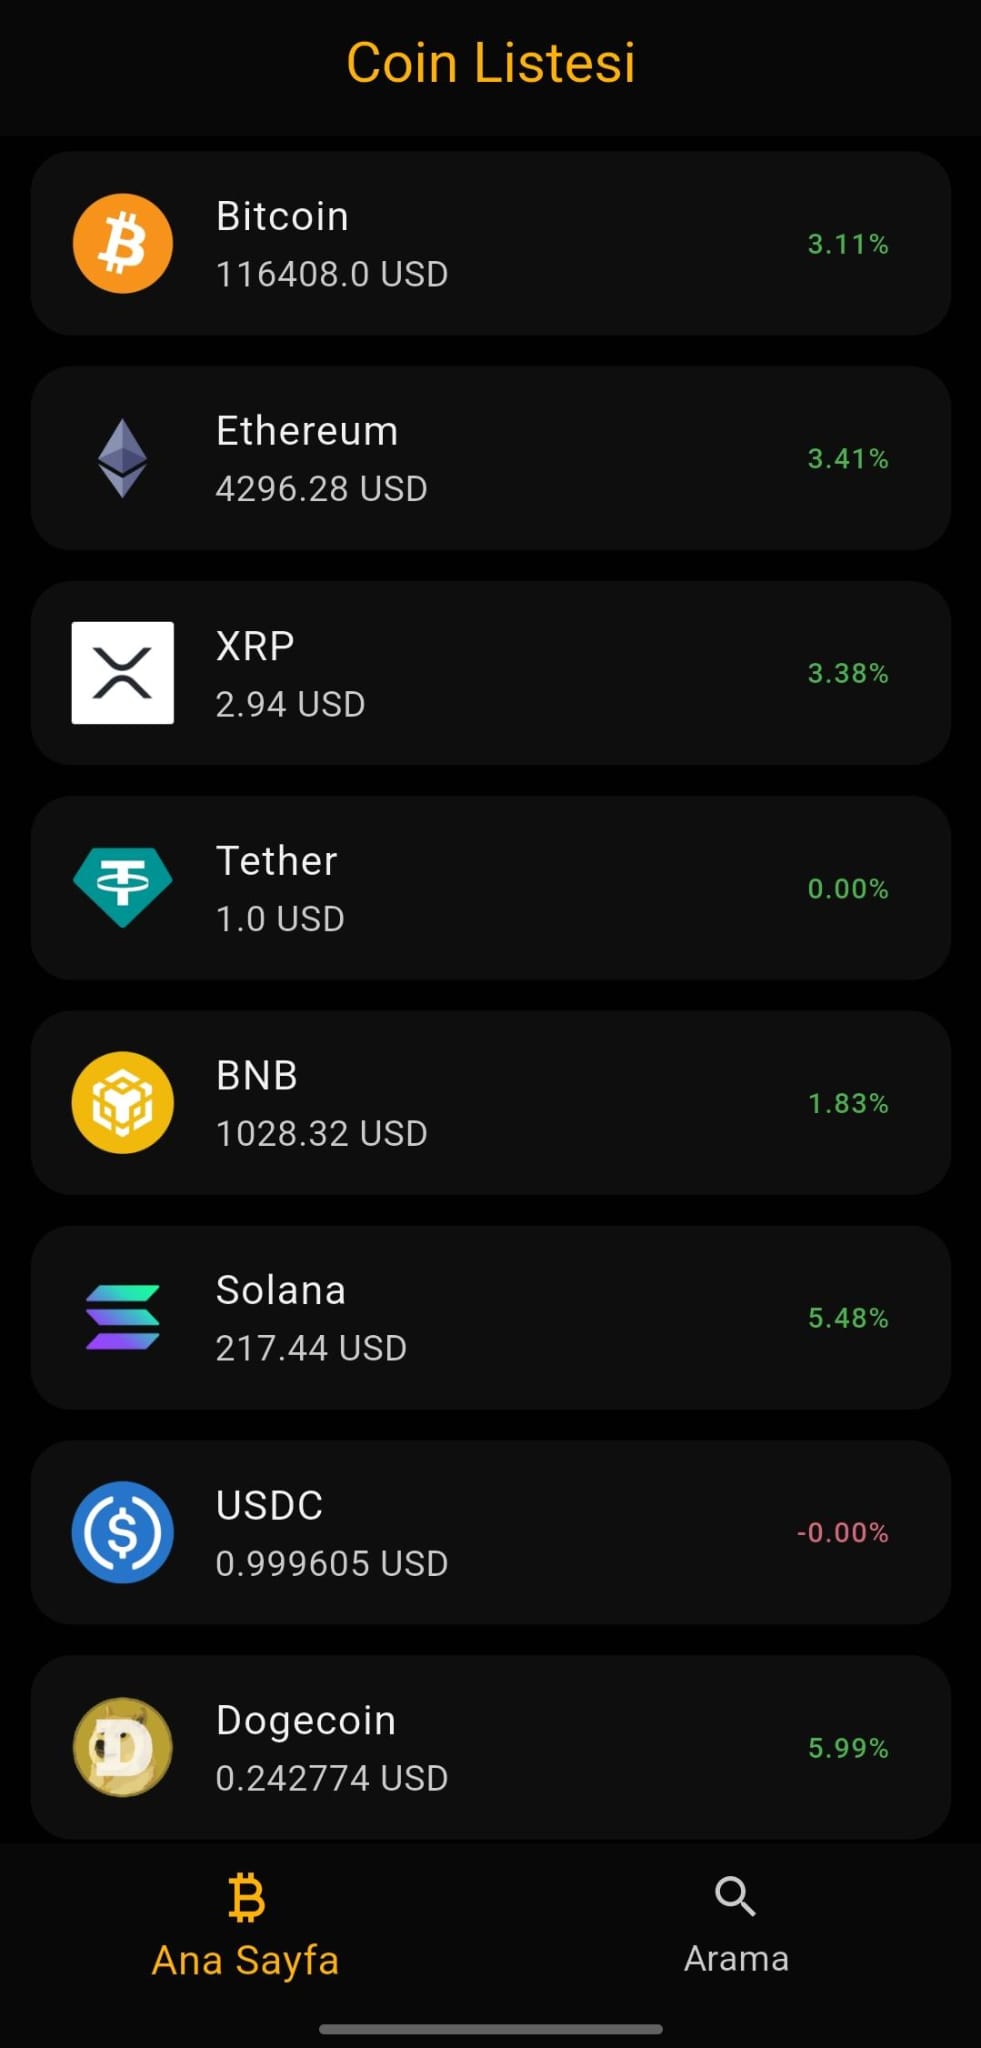 Coin Listesi
Bitcoin
116408.0 USD
3.11%
Ethereum
4296.28 USD
3.41%
XRP
2.94 USD
3.38%
Tether
1.0 USD
0.00%
BNB
1028.32 USD
1.83%
Solana
217.44 USD
5.48%
USDC
0.999605 USD
-0.00%
Dogecoin
0.242774 USD
5.99%
Ana Sayfa
Arama